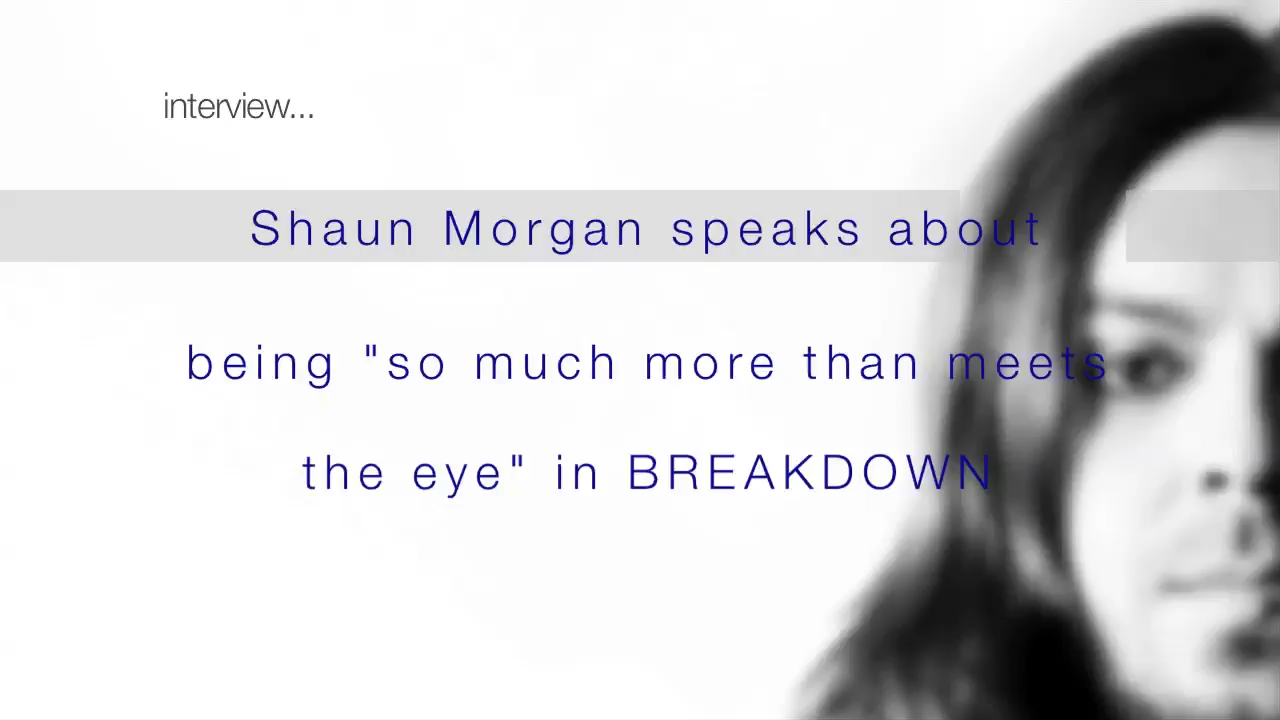 interview...
Shaun Morgan speaks about
being "so much more than meets
the eye" in BREAKDOWN